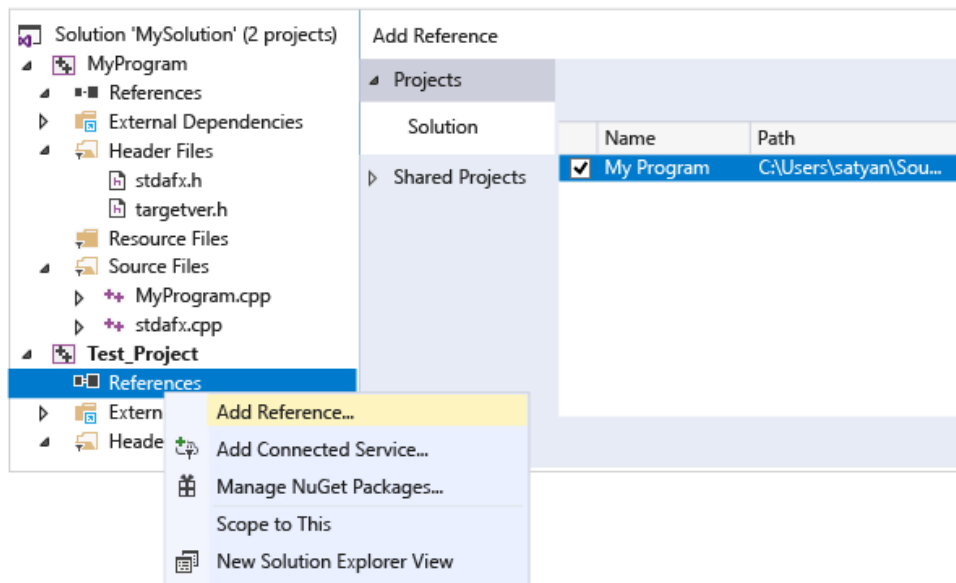 Solution 'MySolution' (2 projects)
MyProgram
References
External Dependencies
Header Files
stdafx.h
targetver.h
Resource Files
Source Files
MyProgram.cpp
stdafx.cpp
Test_Project
References
Extern
Heade
Add Reference...
Add Connected Service...
Manage NuGet Packages...
Scope to This
New Solution Explorer View
Add Reference
Projects
Solution
Shared Projects
Name Path
My Program C:\Users\satyan\Sou...